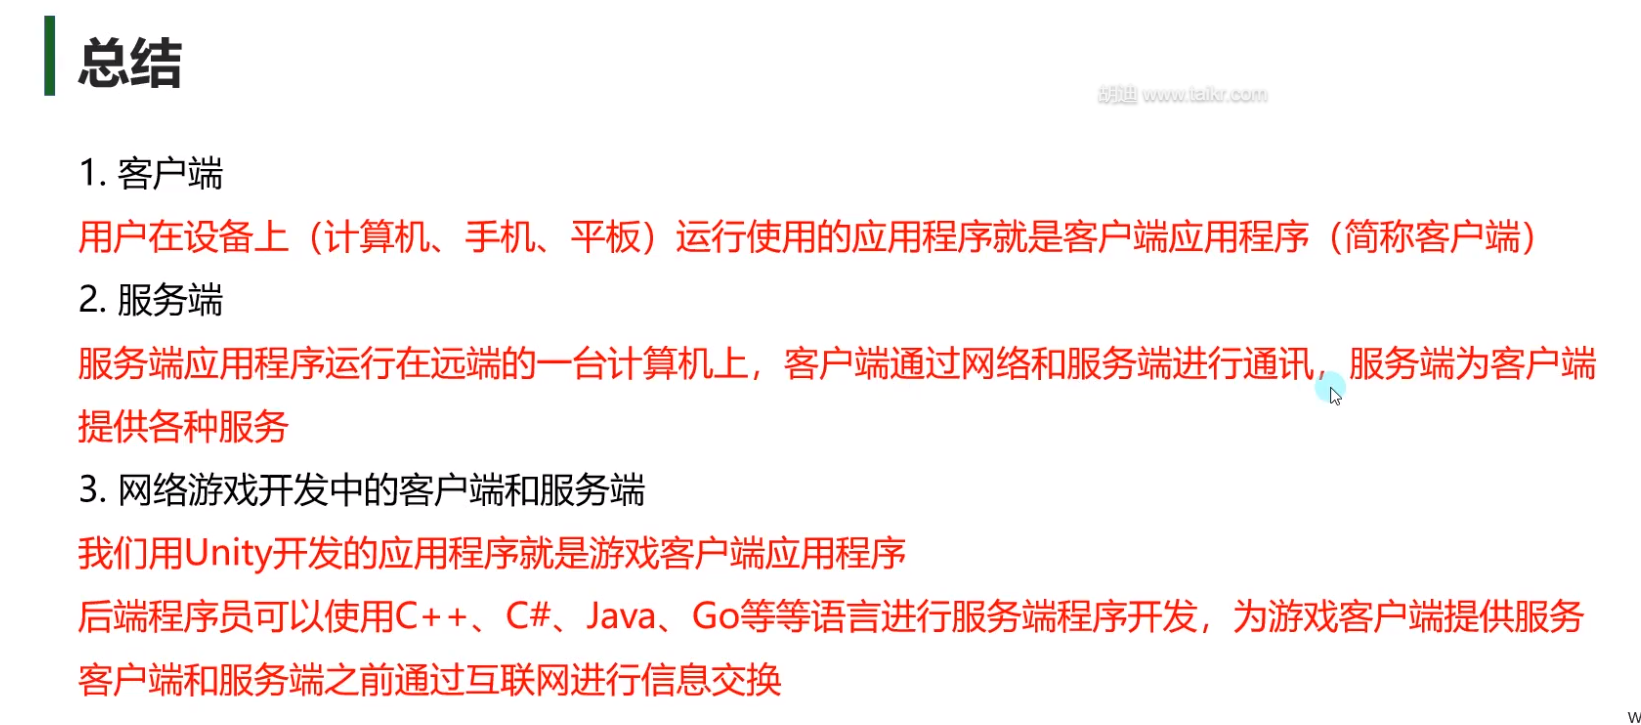 总结
胡迪 www.taikr.com
1. 客户端
用户在设备上（计算机、手机、平板）运行使用的应用程序就是客户端应用程序（简称客户端）
2. 服务端
服务端应用程序运行在远端的一台计算机上，客户端通过网络和服务端进行通讯，服务端为客户端
提供各种服务
3. 网络游戏开发中的客户端和服务端
我们用Unity开发的应用程序就是游戏客户端应用程序
后端程序员可以使用C++、C#、Java、Go等等语言进行服务端程序开发，为游戏客户端提供服务
客户端和服务端之前通过互联网进行信息交换
W